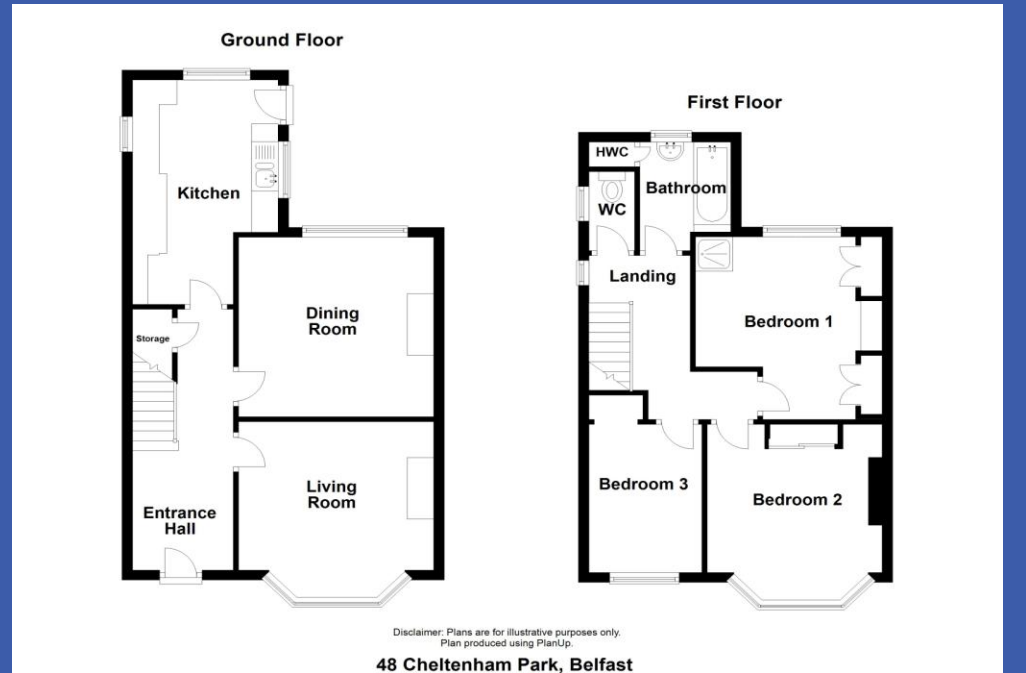 Ground Floor
Kitchen
Storage
Dining
Room
Living
Room
Entrance
Hall
First Floor
HWC
Bathroom
WC
Landing
Bedroom 1
Bedroom 3
Bedroom 2
Disclaimer: Plans are for illustrative purposes only.
Plan produced using PlanUp.
48 Cheltenham Park, Belfast